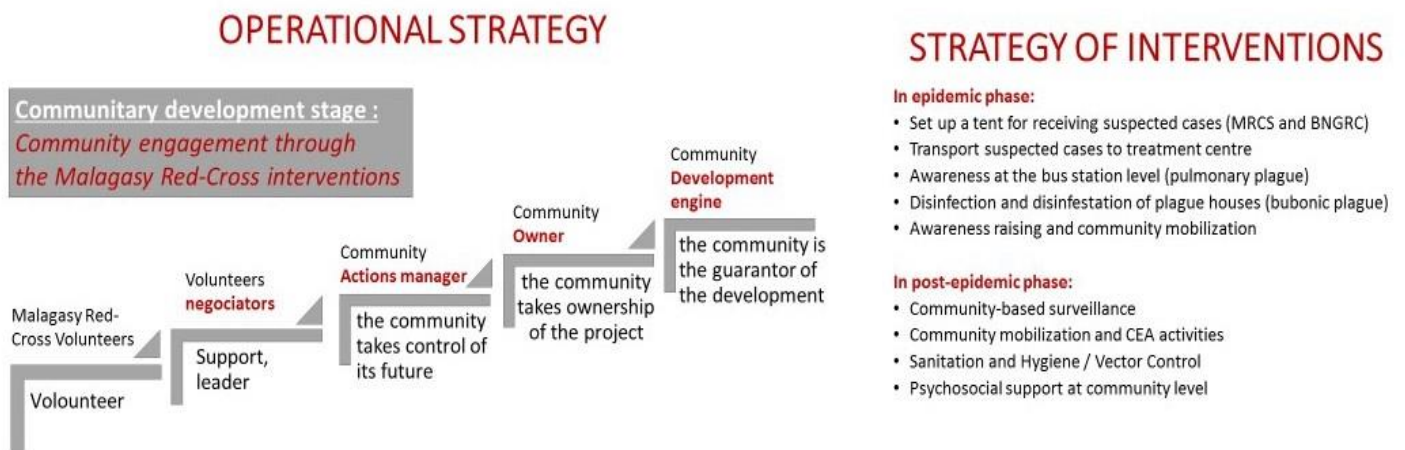 OPERATIONAL STRATEGY
Communitary development stage :
Community engagement through
the Malagasy Red-Cross interventions
Malagasy Red-
Cross Volunteers
Volounteer
Volunteers
negociators
Support,
leader
Community
Actions manager
the community
takes control of
its future
Community
Owner
the community
takes ownership
of the project
Community
Development
engine
the community is
the guarantor of
the development
STRATEGY OF INTERVENTIONS
In epidemic phase:
• Set up a tent for receiving suspected cases (MRCS and BNGRC)
• Transport suspected cases to treatment centre
• Awareness at the bus station level (pulmonary plague)
• Disinfection and disinfestation of plague houses (bubonic plague)
• Awareness raising and community mobilization
In post-epidemic phase:
• Community-based surveillance
• Community mobilization and CEA activities
• Sanitation and Hygiene / Vector Control
• Psychosocial support at community level